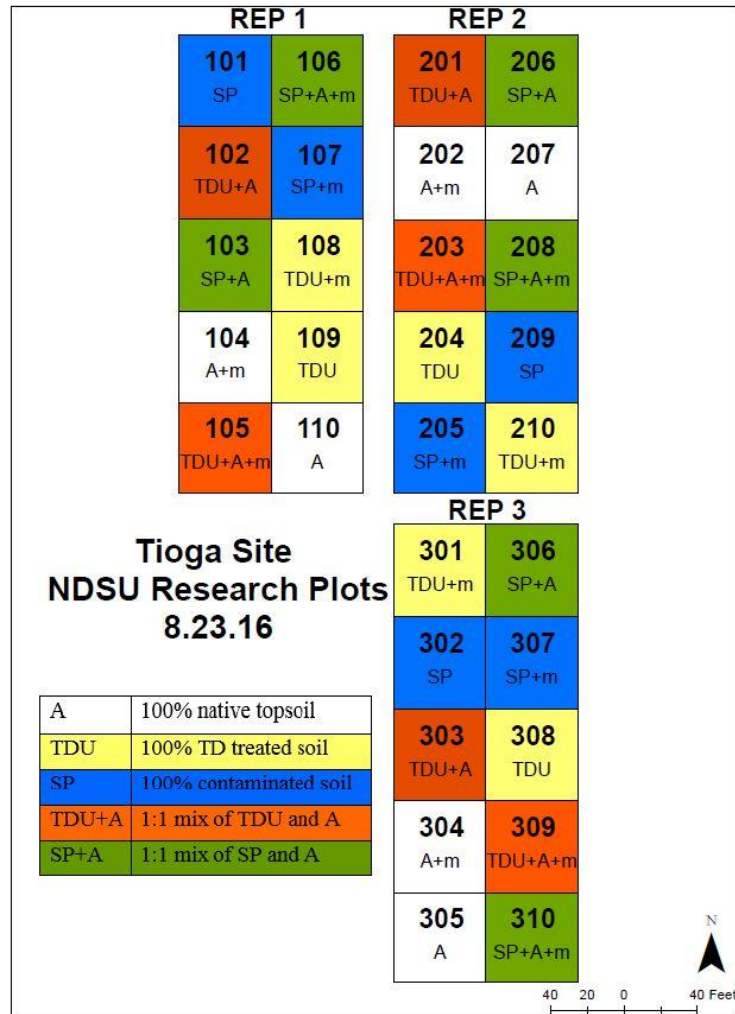 REP 1
REP 2
101 106
SP SP+A+m
102 107
TDU+A SP+m
103 108
SP+A TDU+m
104 109
A+m TDU
105 110
TDU+A+m A
201 206
TDU+A SP+A
202 207
A+m A
203 208
TDU+A+m SP+A+m
204 209
TDU SP
205 210
SP+m TDU+m
REP 3
301 306
TDU+m SP+A
302 307
SP SP+m
303 308
TDU+A TDU
304 309
A+m TDU+A+m
305 310
A SP+A+m
Tioga Site
NDSU Research Plots
8.23.16
A 100% native topsoil
TDU 100% TD treated soil
SP 100% contaminated soil
TDU+A 1:1 mix of TDU and A
SP+A 1:1 mix of SP and A
N
40 20 0 40 Feet